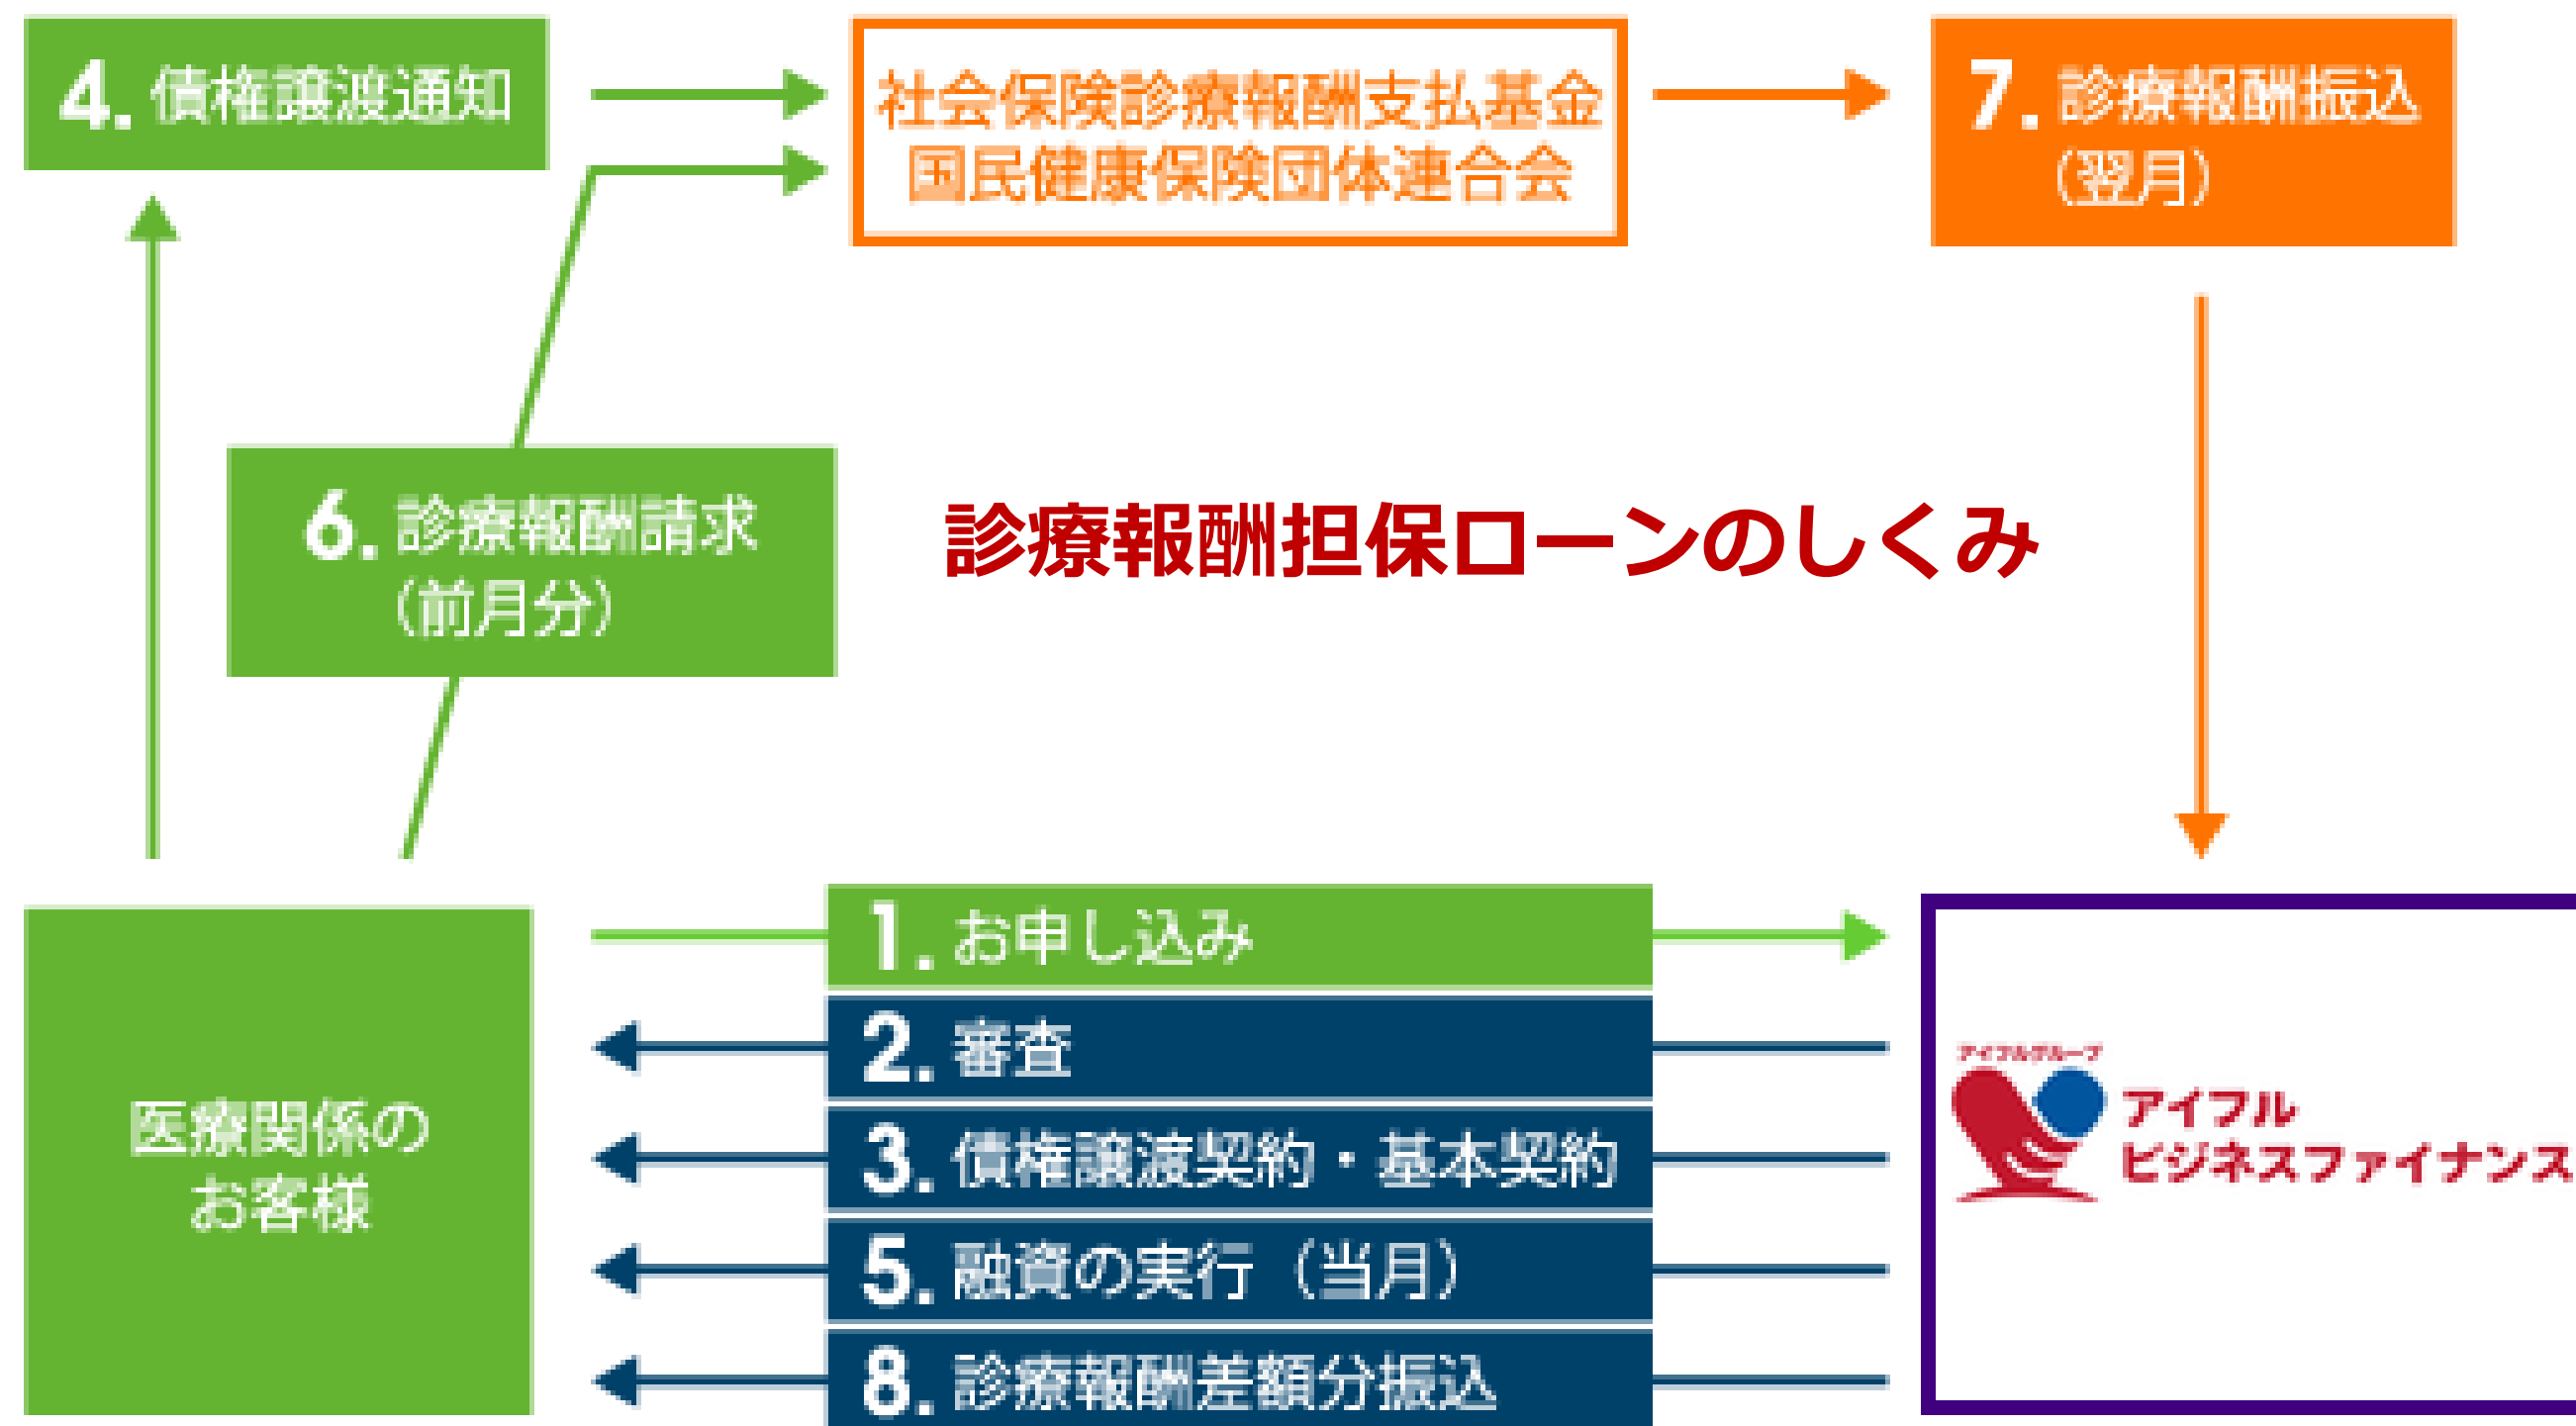 4. 債権譲渡通知
社会保険診療報酬支払基金
国民健康保険団体連合会
7. 診療報酬振込
(翌月)
6. 診療報酬請求
(前月分)
診療報酬担保ローンのしくみ
医療関係の
お客様
1. お申し込み
2. 審査
3. 債権譲渡契約・基本契約
5. 融資の実行（当月）
8. 診療報酬差額分振込
アイフルグループ
アイフル
ビジネスファイナンス